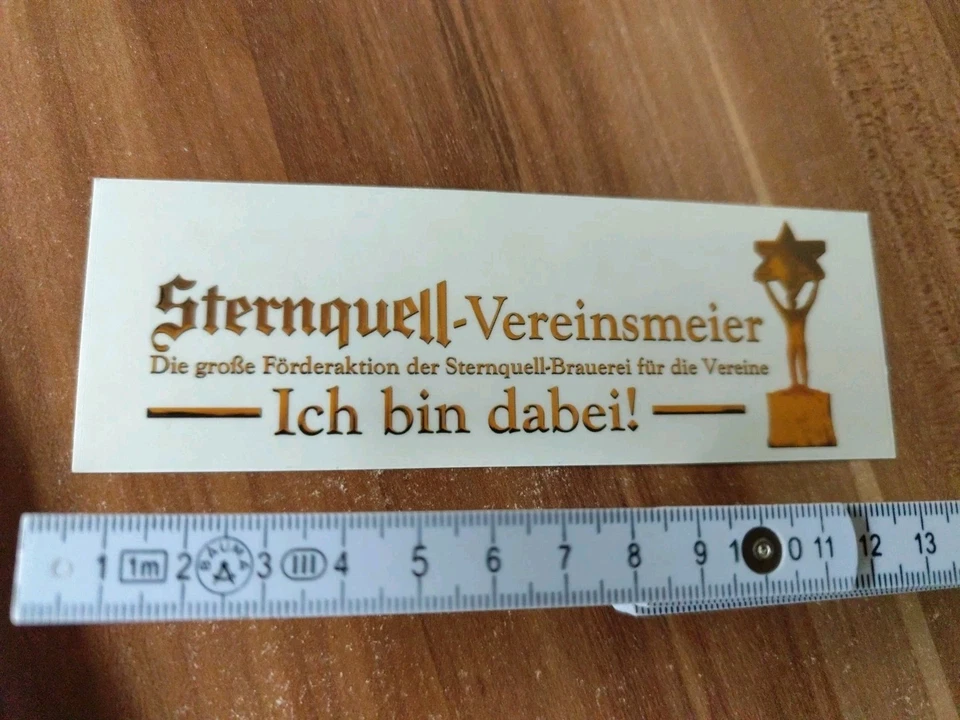 Sternquell-Vereinsmeier
Die große Förderaktion der Sternquell-Brauerei für die Vereine
Ich bin dabei!
1 1m 2 BAUMA 3 III 4 5 6 7 8 9 10 11 12 13